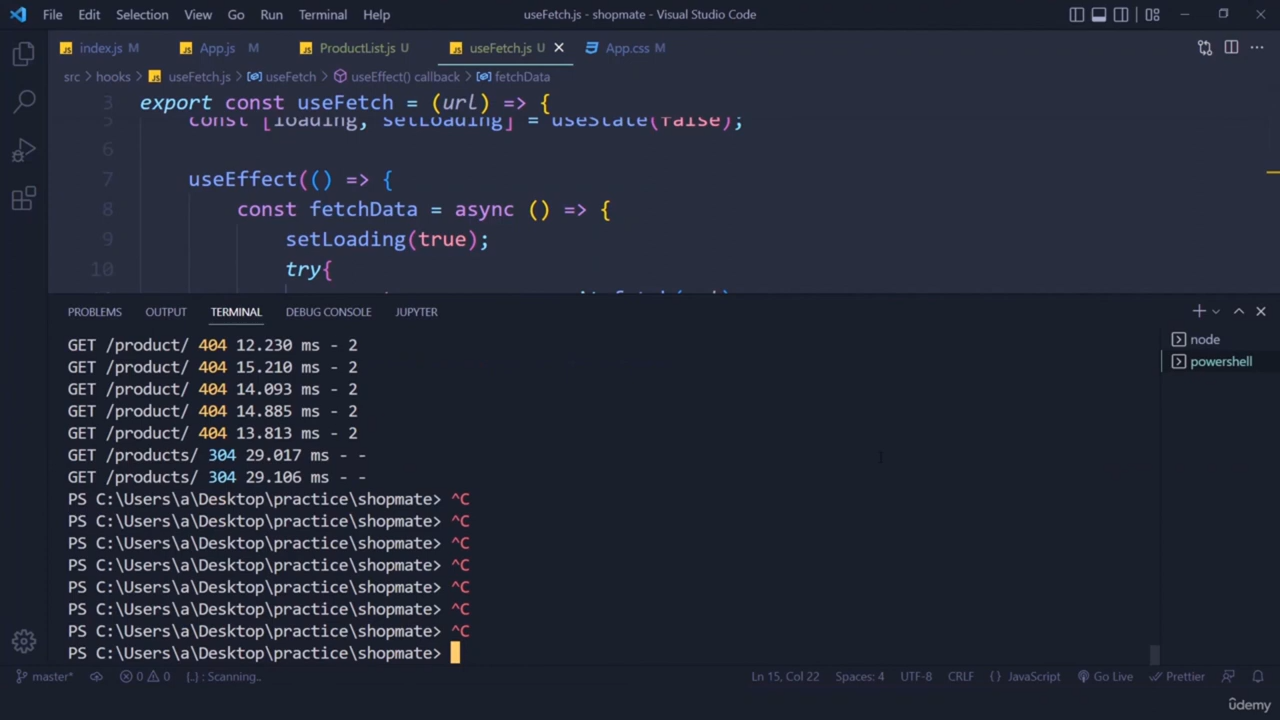 File Edit Selection View Go Run Terminal Help useFetch.js - shopmate - Visual Studio Code
JS index.js M JS App.js M JS ProductList.js U JS useFetch.js U App.css M
src > hooks > JS useFetch.js > useFetch > useEffect() callback > fetchData
3 export const useFetch = (url) => {
5 const [loading, setLoading] = useState(false);
6
7 useEffect(() => {
8 const fetchData = async () => {
9 setLoading(true);
10 try{
PROBLEMS OUTPUT TERMINAL DEBUG CONSOLE JUPYTER
GET /product/ 404 12.230 ms - 2
GET /product/ 404 15.210 ms - 2
GET /product/ 404 14.093 ms - 2
GET /product/ 404 14.885 ms - 2
GET /product/ 404 13.813 ms - 2
GET /products/ 304 29.017 ms - -
GET /products/ 304 29.106 ms - -
PS C:\Users\a\Desktop\practice\shopmate> ^C
PS C:\Users\a\Desktop\practice\shopmate> ^C
PS C:\Users\a\Desktop\practice\shopmate> ^C
PS C:\Users\a\Desktop\practice\shopmate> ^C
PS C:\Users\a\Desktop\practice\shopmate> ^C
PS C:\Users\a\Desktop\practice\shopmate> ^C
PS C:\Users\a\Desktop\practice\shopmate> ^C
PS C:\Users\a\Desktop\practice\shopmate>
node
powershell
master* 0 0 {..} : Scanning.. Ln 15, Col 22 Spaces: 4 UTF-8 CRLF {} JavaScript Go Live Prettier
ûdemy